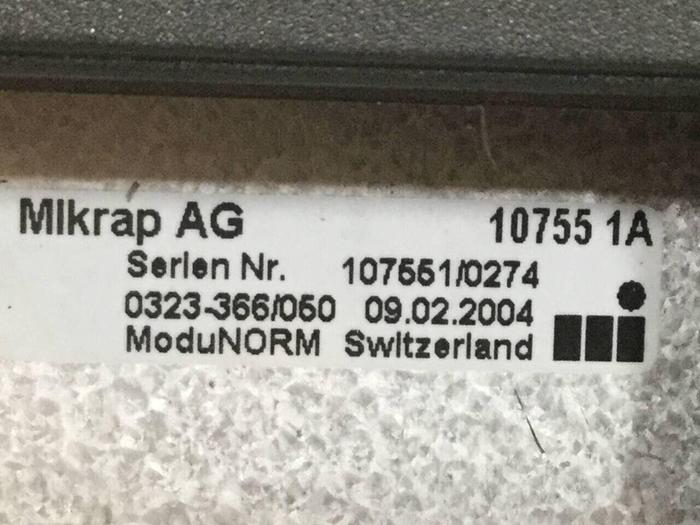 Mikrap AG 10755 1A
Serien Nr. 107551/0274
0323-366/050 09.02.2004
ModuNORM Switzerland